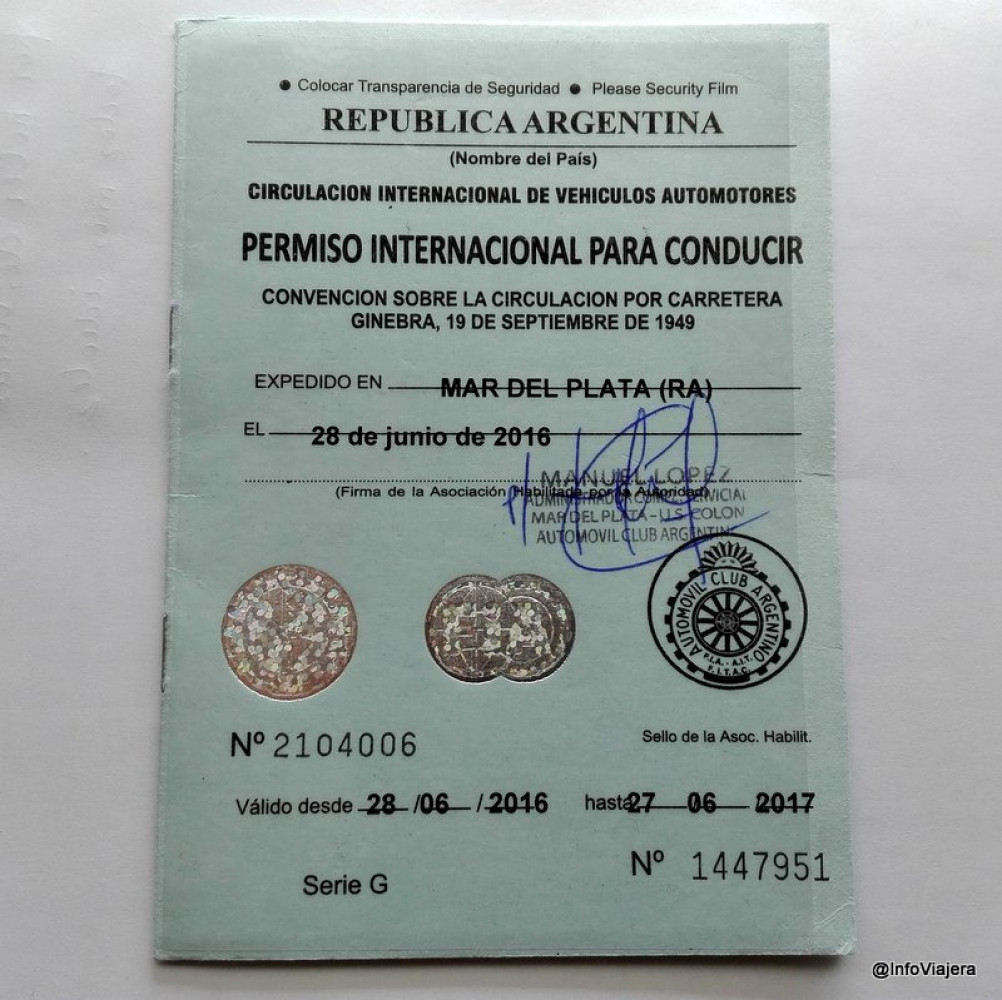 ● Colocar Transparencia de Seguridad ● Please Security Film
REPUBLICA ARGENTINA
(Nombre del País)
CIRCULACION INTERNACIONAL DE VEHICULOS AUTOMOTORES
PERMISO INTERNACIONAL PARA CONDUCIR
CONVENCION SOBRE LA CIRCULACION POR CARRETERA
GINEBRA, 19 DE SEPTIEMBRE DE 1949
EXPEDIDO EN MAR DEL PLATA (RA)
EL 28 de junio de 2016
MANUEL LOPEZ
(Firma de la Asociación Habilitada por la Autoridad)
MAR DEL PLATA - U.S. COLON
AUTOMOVIL CLUB ARGENTINO
AUTOMOVIL CLUB ARGENTINO
F.I.A. - A.I.T.
F.I.T.A.C.
Nº 2104006
Sello de la Asoc. Habilit.
Válido desde 28 /06 / 2016 hasta 27 06 2017
Nº 1447951
Serie G
@InfoViajera